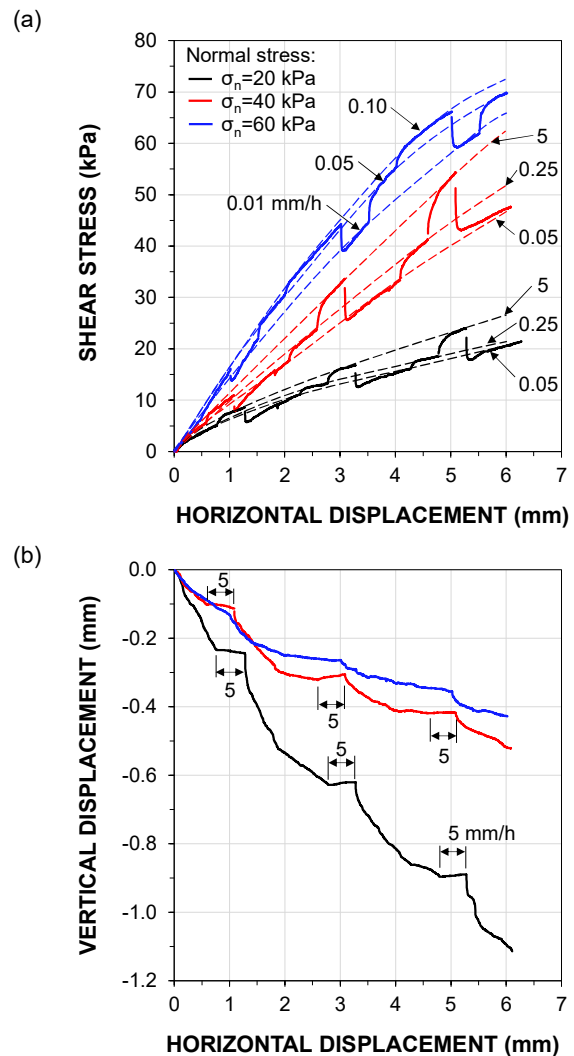 (a)
Normal stress:
σn=20 kPa
σn=40 kPa
σn=60 kPa
0.10
0.05
0.01 mm/h
5
0.25
0.05
5
0.25
0.05
80
70
60
50
40
30
20
10
0
SHEAR STRESS (kPa)
0 1 2 3 4 5 6 7
HORIZONTAL DISPLACEMENT (mm)
(b)
0.0
-0.2
-0.4
-0.6
-0.8
-1.0
-1.2
VERTICAL DISPLACEMENT (mm)
5
5
5
5
5
5 mm/h
0 1 2 3 4 5 6 7
HORIZONTAL DISPLACEMENT (mm)